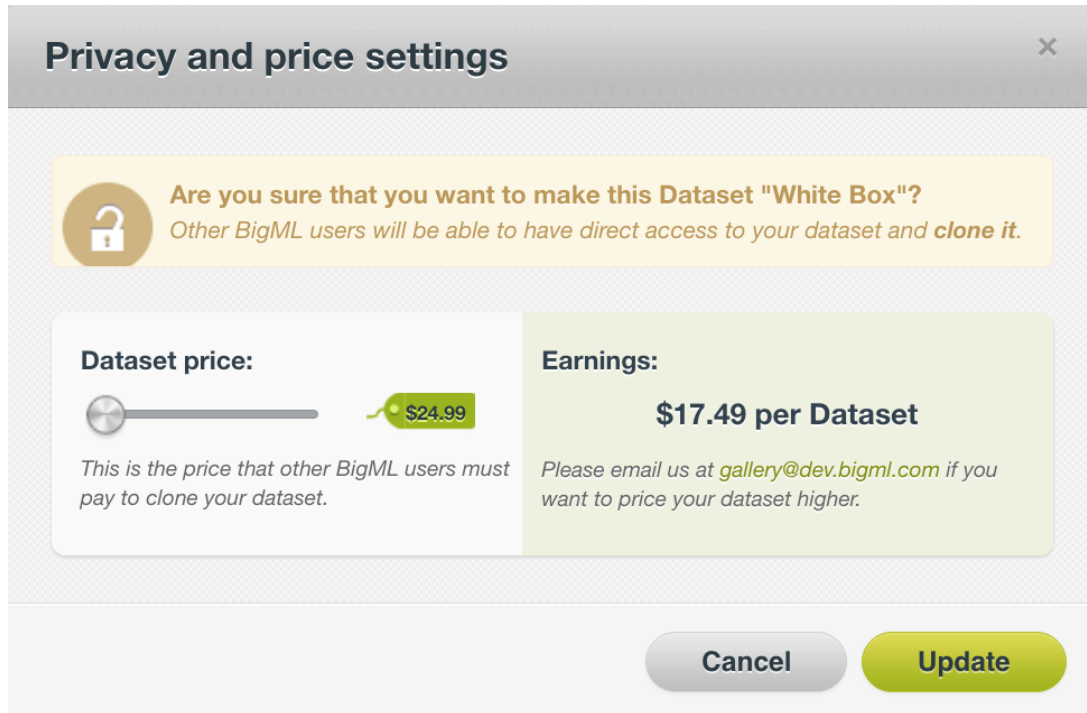 Privacy and price settings
×
Are you sure that you want to make this Dataset "White Box"?
Other BigML users will be able to have direct access to your dataset and clone it.
Dataset price:
$24.99
This is the price that other BigML users must
pay to clone your dataset.
Earnings:
$17.49 per Dataset
Please email us at gallery@dev.bigml.com if you
want to price your dataset higher.
Cancel
Update